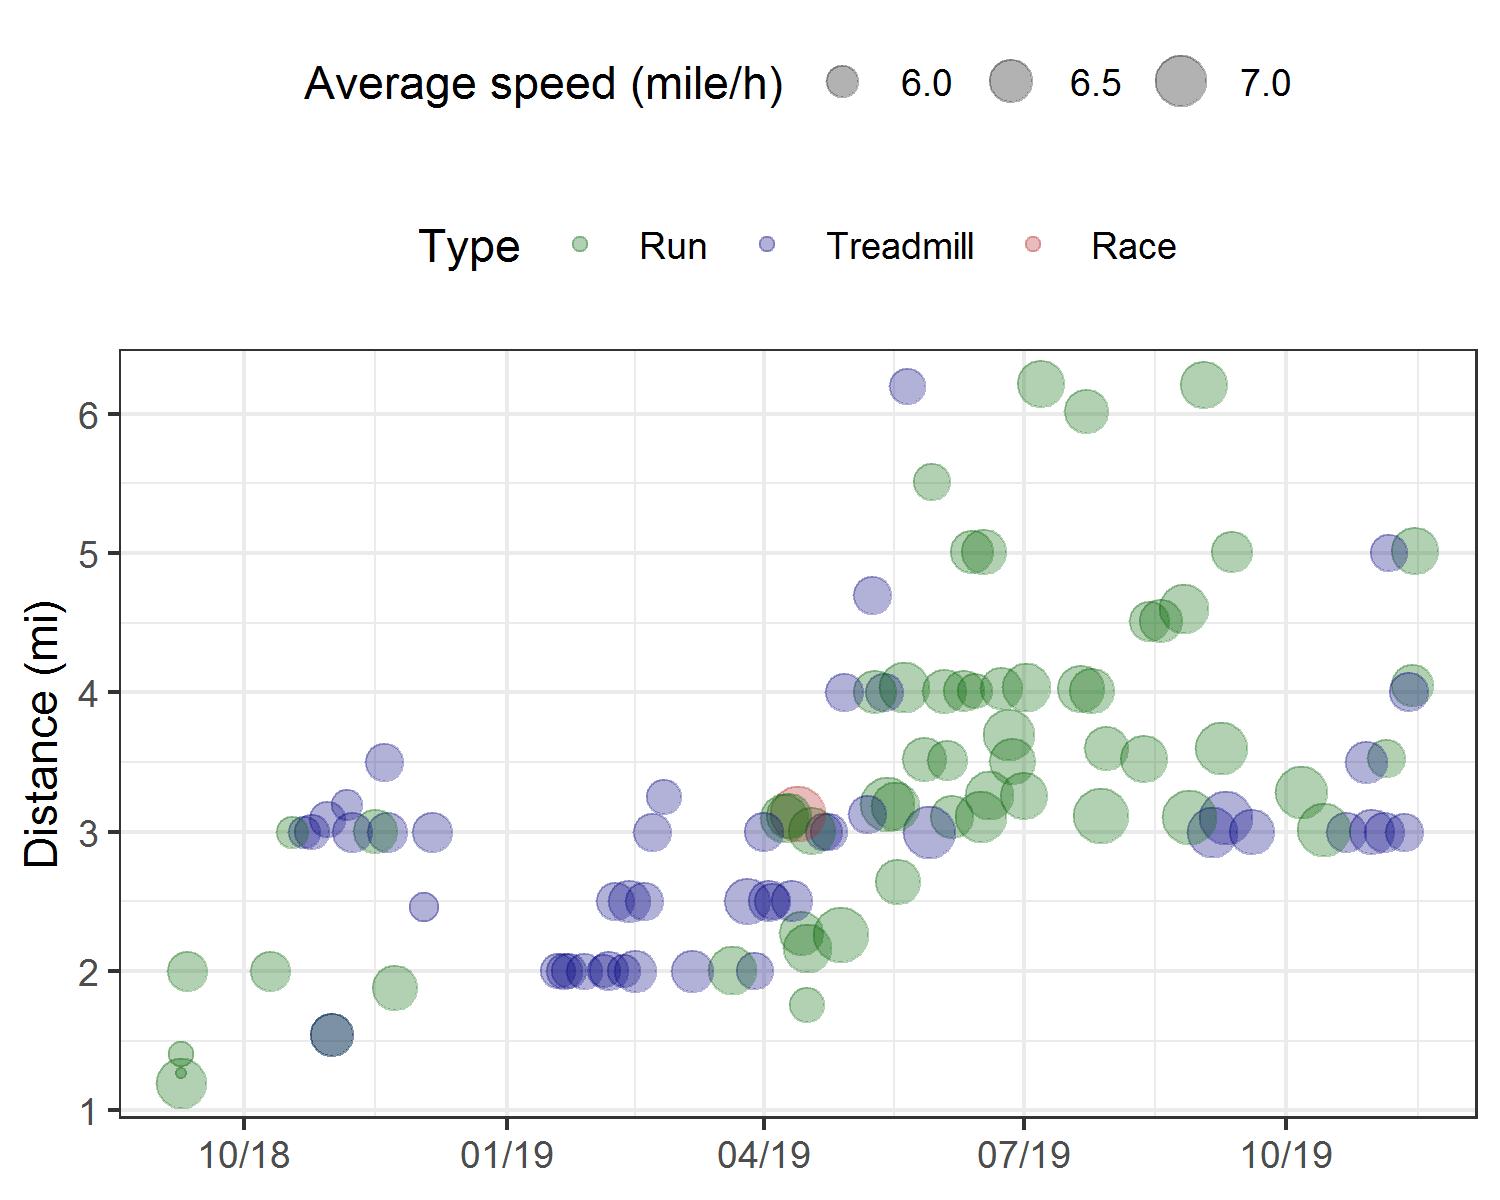 Average speed (mile/h) 6.0 6.5 7.0
Type Run Treadmill Race
Distance (mi)
6
5
4
3
2
1
10/18 01/19 04/19 07/19 10/19